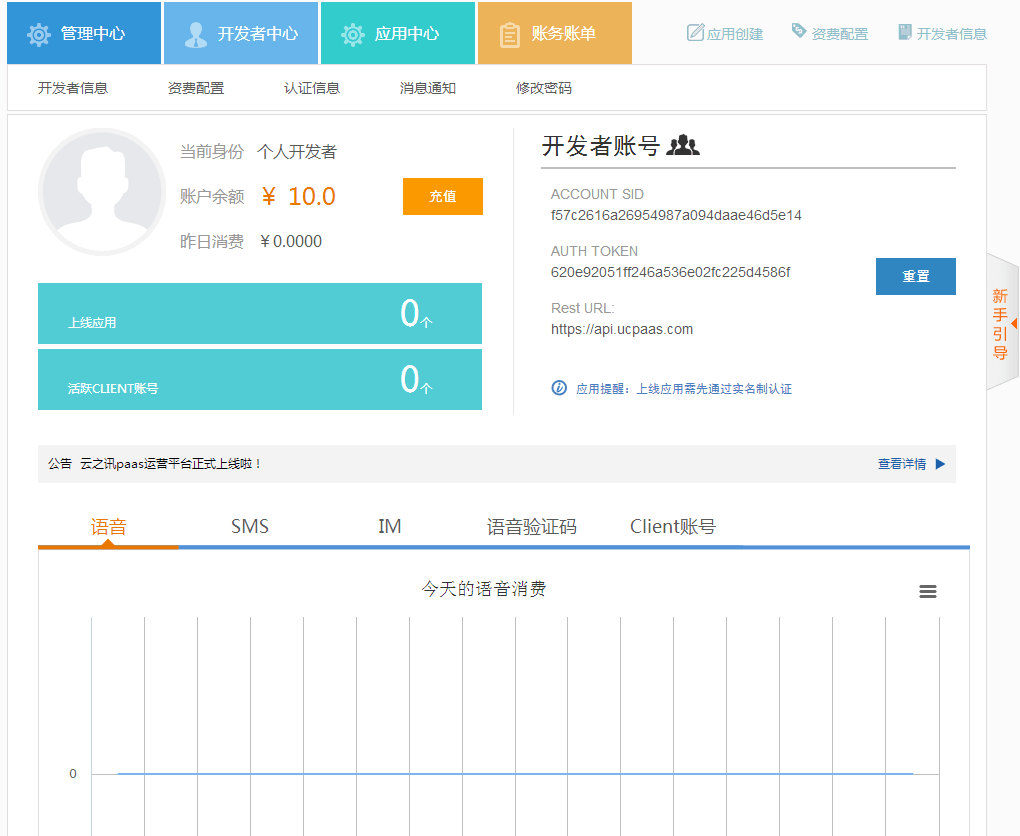 管理中心
开发者中心
应用中心
账务账单
应用创建
资费配置
开发者信息
开发者信息
资费配置
认证信息
消息通知
修改密码
当前身份 个人开发者
账户余额 ¥ 10.0
充值
昨日消费 ¥0.0000
上线应用 0个
活跃CLIENT账号 0个
开发者账号
ACCOUNT SID
f57c2616a26954987a094daae46d5e14
AUTH TOKEN
620e92051ff246a536e02fc225d4586f
重置
Rest URL:
https://api.ucpaas.com
应用提醒：上线应用需先通过实名制认证
新手引导
公告 云之讯paas运营平台正式上线啦！
查看详情
语音
SMS
IM
语音验证码
Client账号
今天的语音消费
0